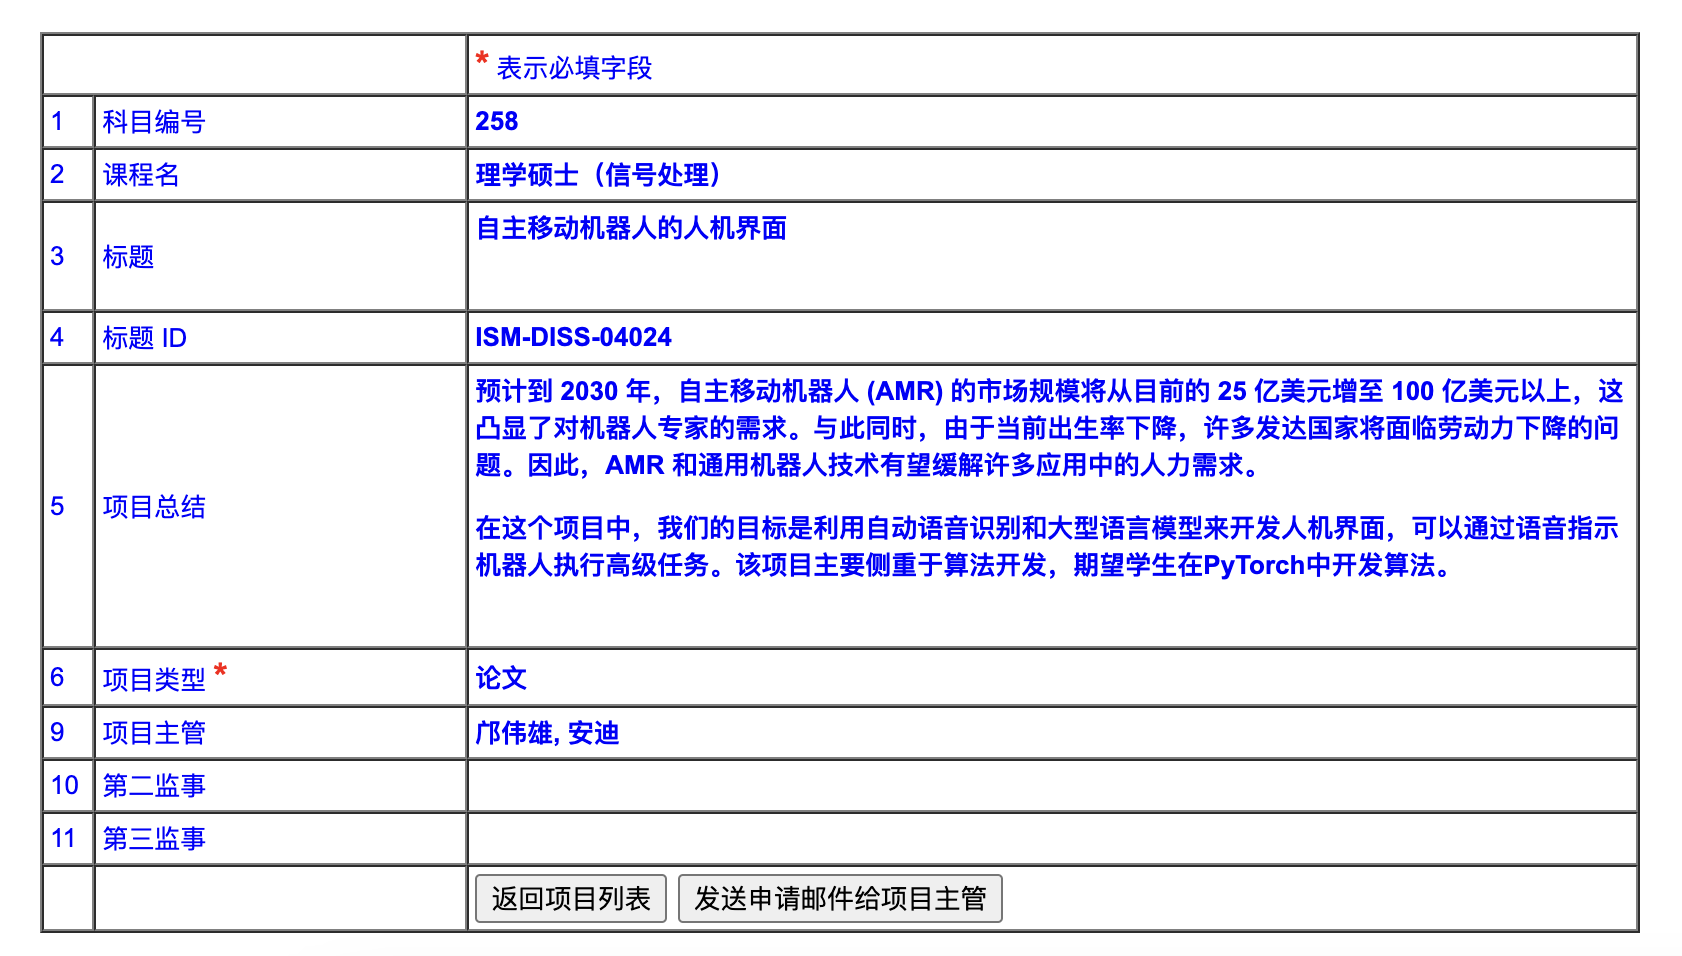 * 表示必填字段
1 科目编号 258
2 课程名 理学硕士（信号处理）
3 标题 自主移动机器人的人机界面
4 标题 ID ISM-DISS-04024
5 项目总结 预计到 2030 年，自主移动机器人 (AMR) 的市场规模将从目前的 25 亿美元增至 100 亿美元以上，这
凸显了对机器人专家的需求。与此同时，由于当前出生率下降，许多发达国家将面临劳动力下降的问
题。因此，AMR 和通用机器人技术有望缓解许多应用中的人力需求。
在这个项目中，我们的目标是利用自动语音识别和大型语言模型来开发人机界面，可以通过语音指示
机器人执行高级任务。该项目主要侧重于算法开发，期望学生在PyTorch中开发算法。
6 项目类型 * 论文
9 项目主管 邝伟雄, 安迪
10 第二监事
11 第三监事
返回项目列表 发送申请邮件给项目主管